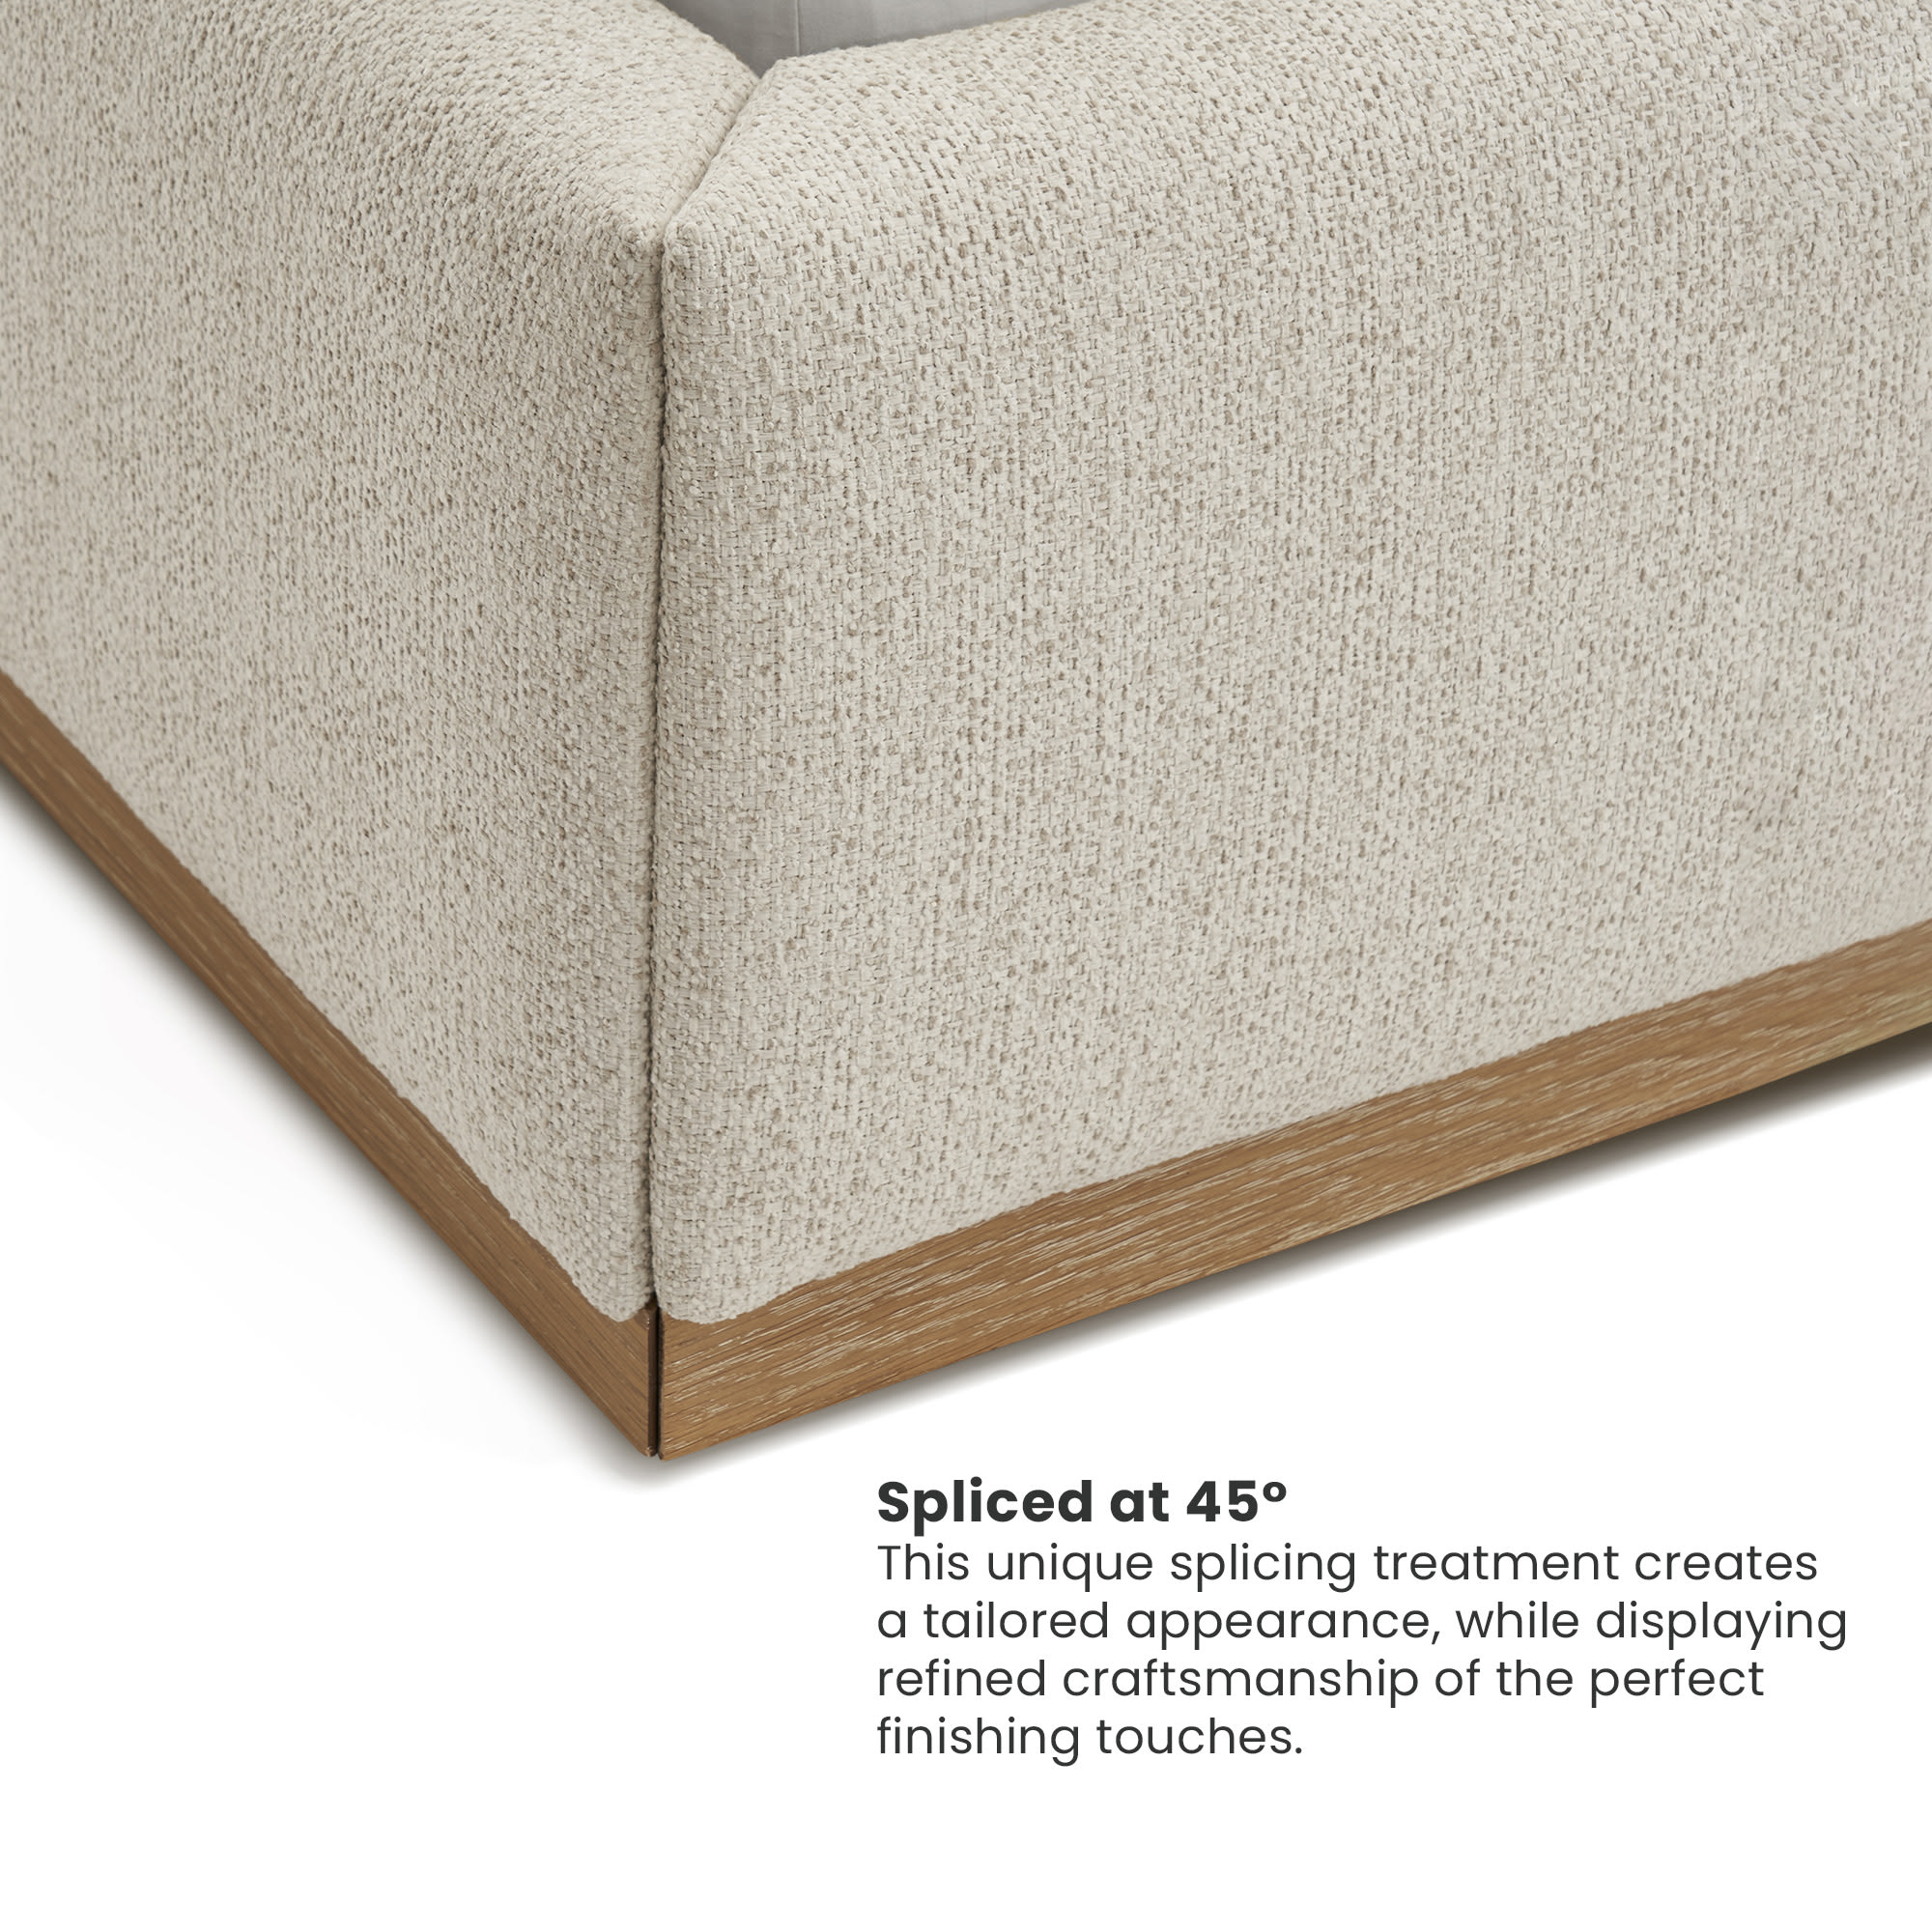 Spliced at 45°
This unique splicing treatment creates
a tailored appearance, while displaying
refined craftsmanship of the perfect
finishing touches.